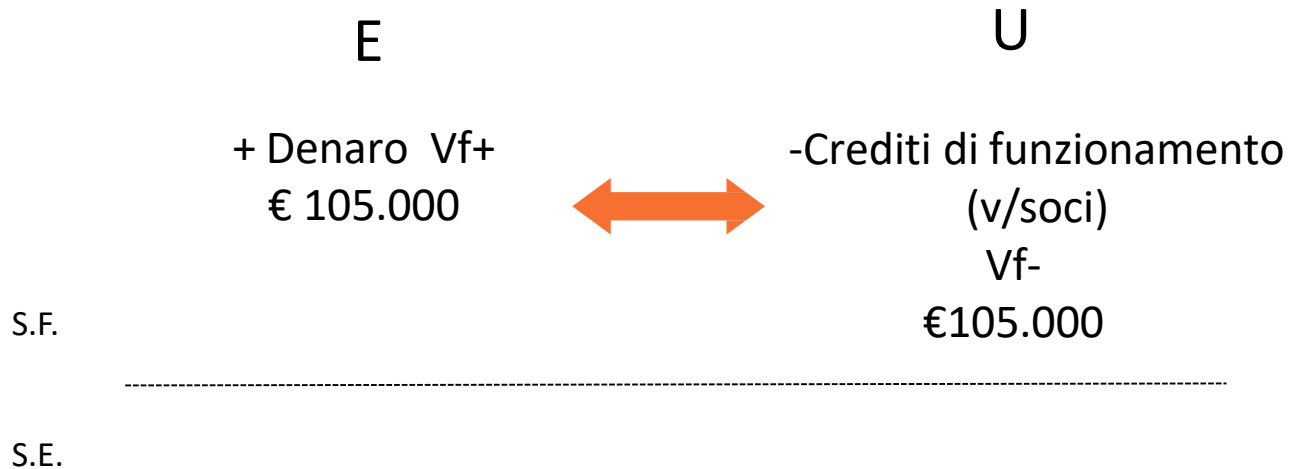 E
U
+ Denaro Vf+
€ 105.000
-Crediti di funzionamento
(v/soci)
Vf-
€105.000
S.F.
S.E.